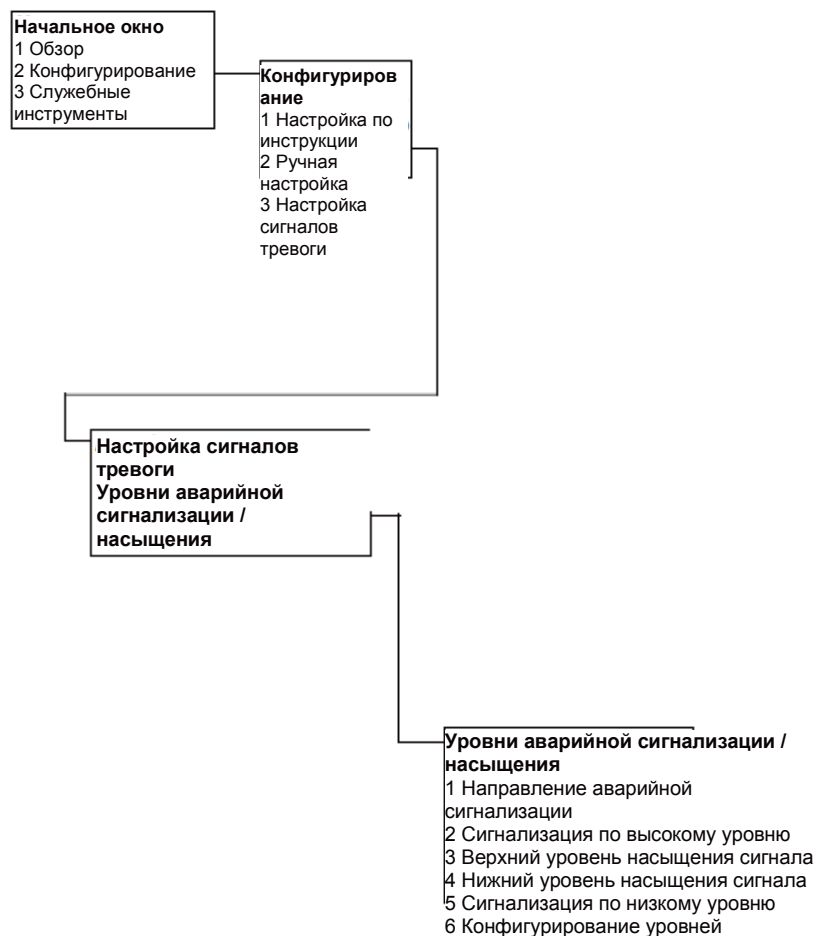 Начальное окно
1 Обзор
2 Конфигурирование
3 Служебные
инструменты
Конфигуриров
ание
1 Настройка по
инструкции
2 Ручная
настройка
3 Настройка
сигналов
тревоги
Настройка сигналов
тревоги
Уровни аварийной
сигнализации /
насыщения
Уровни аварийной сигнализации /
насыщения
1 Направление аварийной
сигнализации
2 Сигнализация по высокому уровню
3 Верхний уровень насыщения сигнала
4 Нижний уровень насыщения сигнала
5 Сигнализация по низкому уровню
6 Конфигурирование уровней